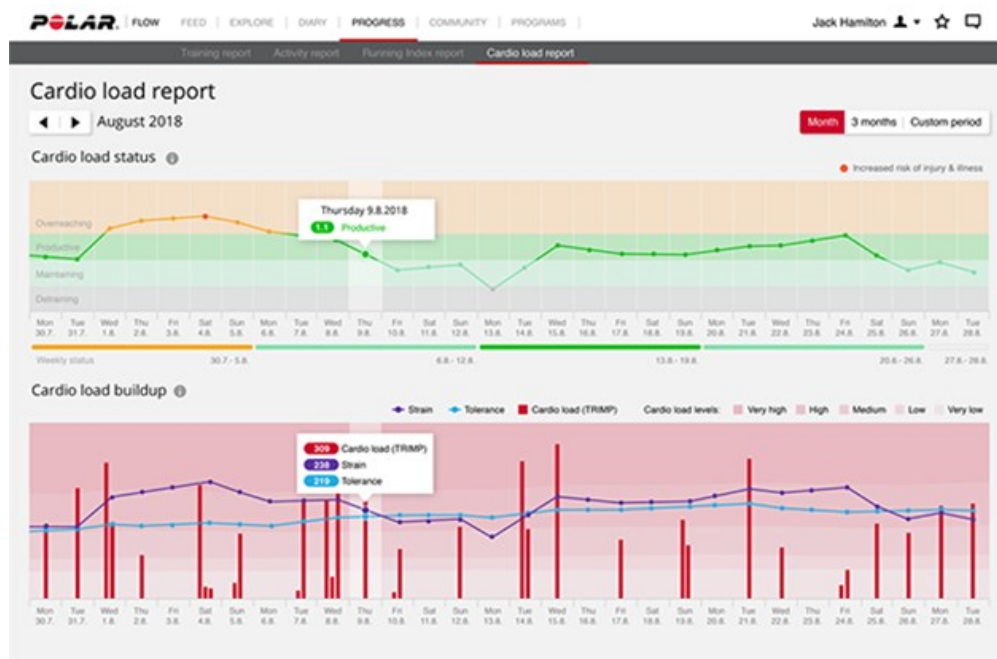 POLAR. FLOW FEED EXPLORE DIARY PROGRESS COMMUNITY PROGRAMS Jack Hamilton
Training report Activity report Running Index report Cardio load report
Cardio load report
August 2018
Month 3 months Custom period
Cardio load status
Increased risk of injury & illness
Thursday 9.8.2018
1.1 Productive
Overreaching
Productive
Maintaining
Detraining
Mon Tue Wed Thu Fri Sat Sun Mon Tue Wed Thu Fri Sat Sun Mon Tue Wed Thu Fri Sat Sun Mon Tue Wed Thu Fri Sat Sun Mon Tue
30.7. 31.7. 1.8. 2.8. 3.8. 4.8. 5.8. 6.8. 7.8. 8.8. 9.8. 10.8. 11.8. 12.8. 13.8. 14.8. 15.8. 16.8. 17.8. 18.8. 19.8. 20.8. 21.8. 22.8. 23.8. 24.8. 25.8. 26.8. 27.8. 28.8.
Weekly status 30.7.- 5.8. 6.8.- 12.8. 13.8.- 19.8. 20.6.- 26.8. 27.8.- 28.8.
Cardio load buildup
Strain Tolerance Cardio load (TRIMP) Cardio load levels: Very high High Medium Low Very low
309 Cardio load (TRIMP)
238 Strain
219 Tolerance
Mon Tue Wed Thu Fri Sat Sun Mon Tue Wed Thu Fri Sat Sun Mon Tue Wed Thu Fri Sat Sun Mon Tue Wed Thu Fri Sat Sun Mon Tue
30.7. 31.7. 1.8. 2.8. 3.8. 4.8. 5.8. 6.8. 7.8. 8.8. 9.8. 10.8. 11.8. 12.8. 13.8. 14.8. 15.8. 16.8. 17.8. 18.8. 19.8. 20.8. 21.8. 22.8. 23.8. 24.8. 25.8. 26.8. 27.8. 28.8.